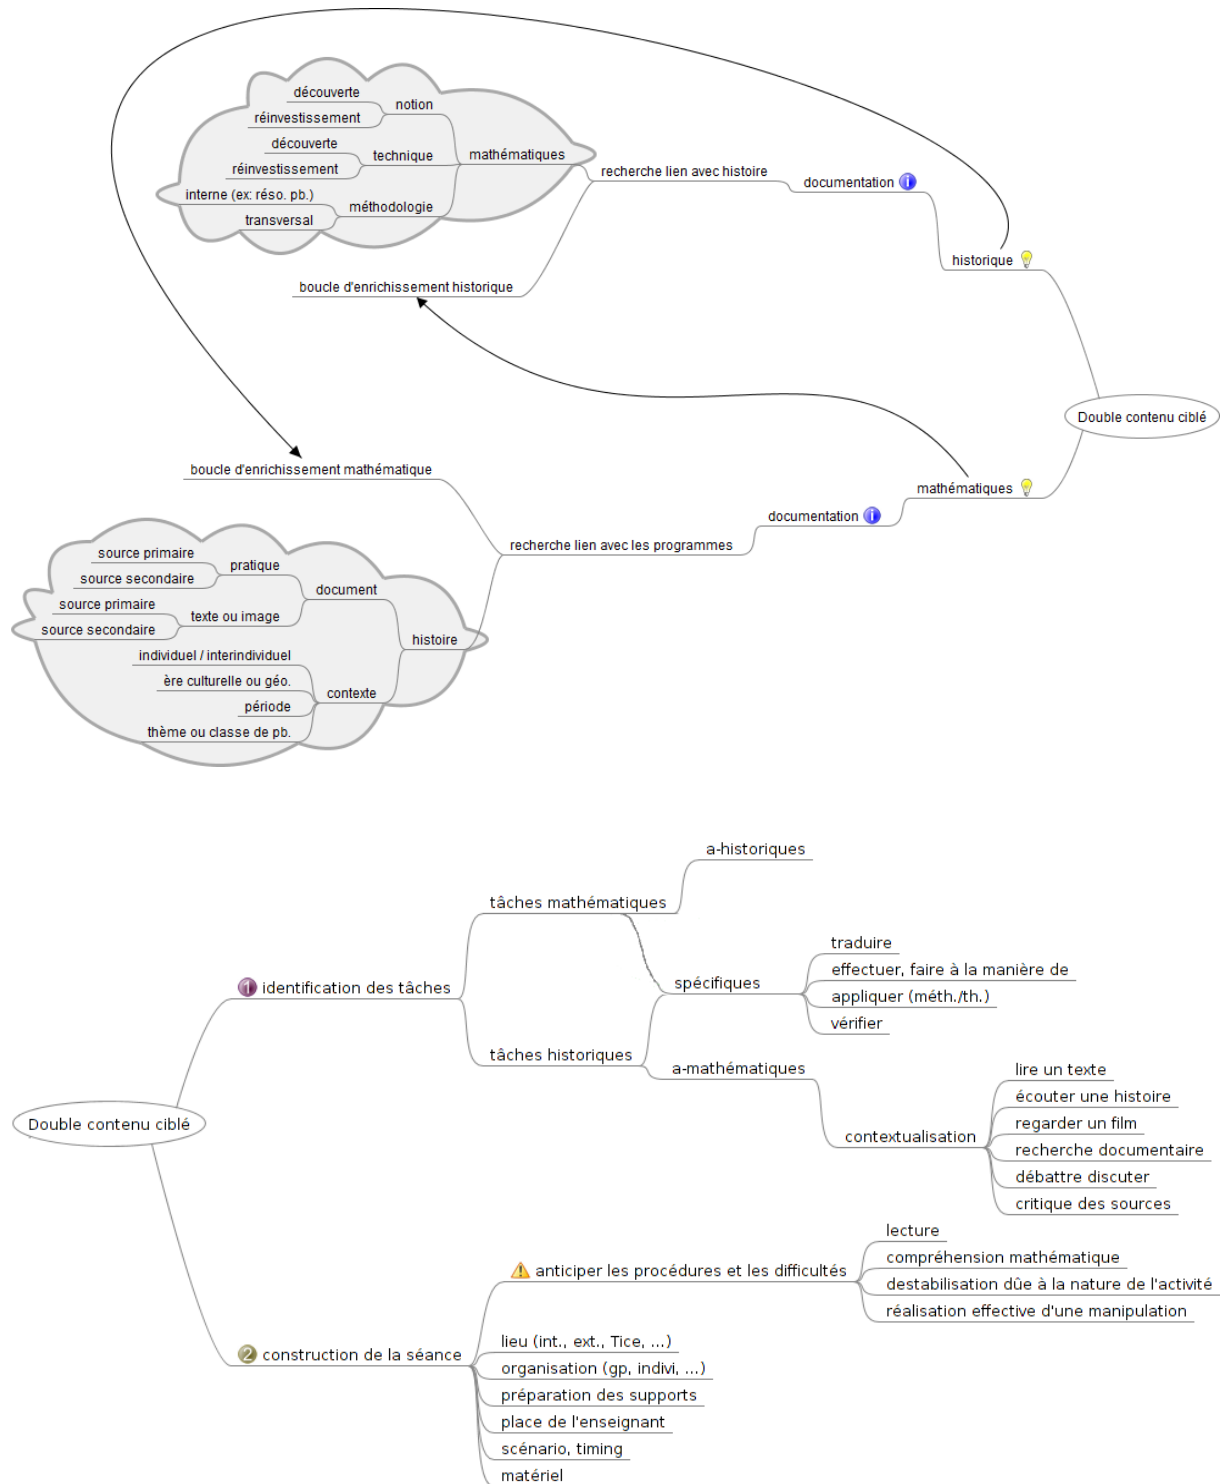 découverte
notion
réinvestissement
découverte
technique
mathématiques
réinvestissement
recherche lien avec histoire
documentation
interne (ex: réso. pb.)
méthodologie
transversal
historique
boucle d'enrichissement historique
Double contenu ciblé
boucle d'enrichissement mathématique
mathématiques
documentation
recherche lien avec les programmes
source primaire
pratique
source secondaire
document
source primaire
texte ou image
source secondaire
histoire
individuel / interindividuel
ère culturelle ou géo.
contexte
période
thème ou classe de pb.
a-historiques
tâches mathématiques
traduire
effectuer, faire à la manière de
spécifiques
1 identification des tâches
appliquer (méth./th.)
vérifier
tâches historiques
a-mathématiques
lire un texte
écouter une histoire
Double contenu ciblé
regarder un film
contextualisation
recherche documentaire
débattre discuter
critique des sources
lecture
compréhension mathématique
anticiper les procédures et les difficultés
destabilisation dûe à la nature de l'activité
réalisation effective d'une manipulation
lieu (int., ext., Tice, ...)
2 construction de la séance
organisation (gp, indivi, ...)
préparation des supports
place de l'enseignant
scénario, timing
matériel